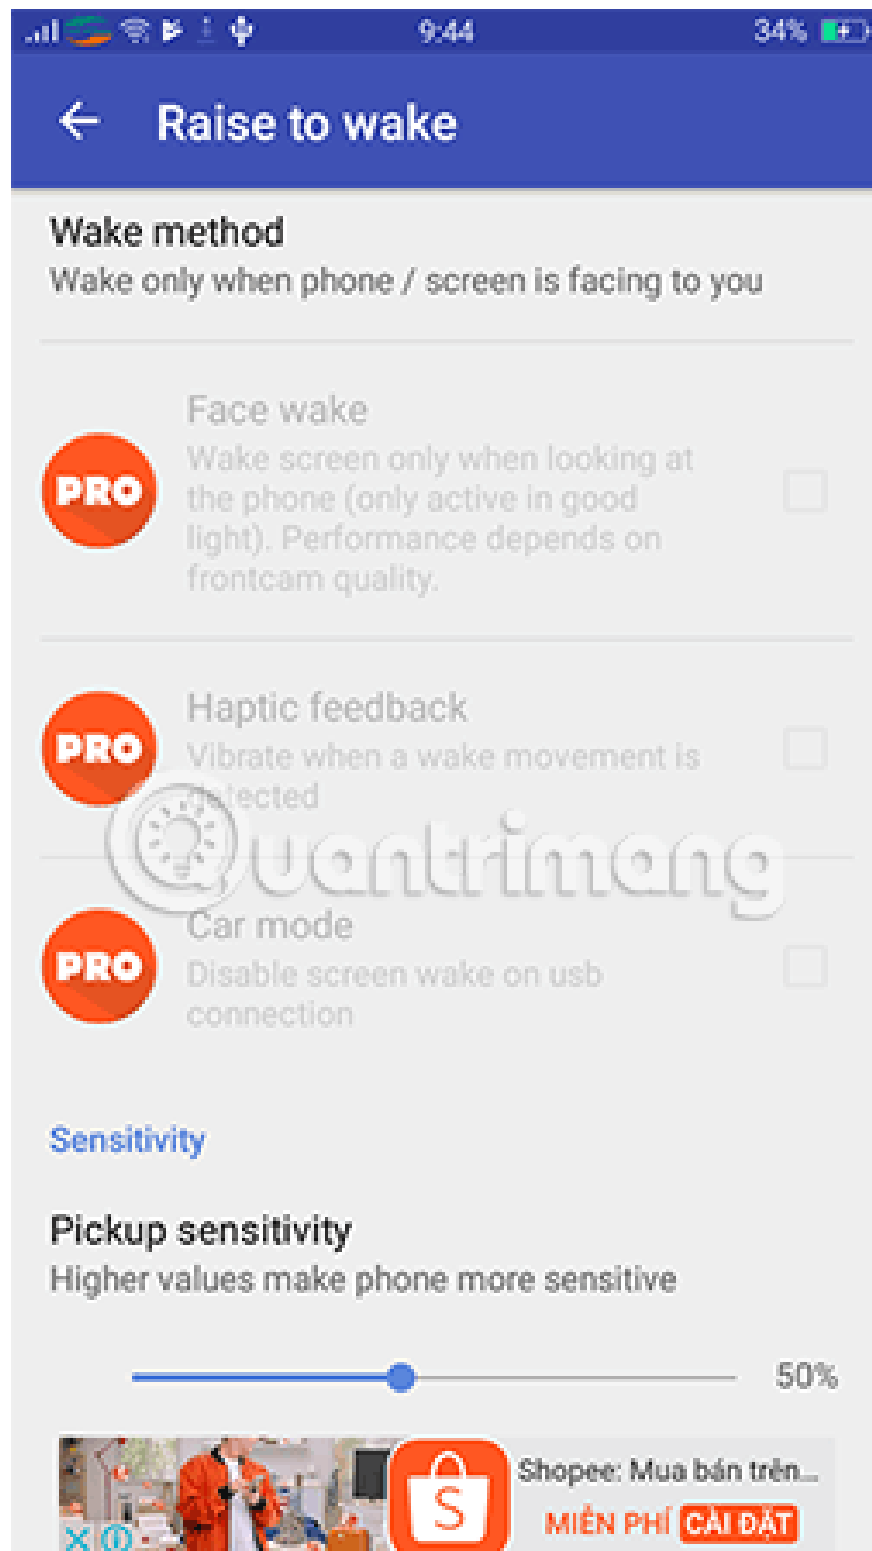 9:44
34%
Raise to wake
Wake method
Wake only when phone / screen is facing to you
Face wake
PRO
Wake screen only when looking at
the phone (only active in good
light). Performance depends on
frontcam quality.
Haptic feedback
PRO
Vibrate when a wake movement is
detected
Quantrimang
Car mode
PRO
Disable screen wake on usb
connection
Sensitivity
Pickup sensitivity
Higher values make phone more sensitive
50%
Shopee: Mua bán trên...
S
MIỄN PHÍ CÀI ĐẶT